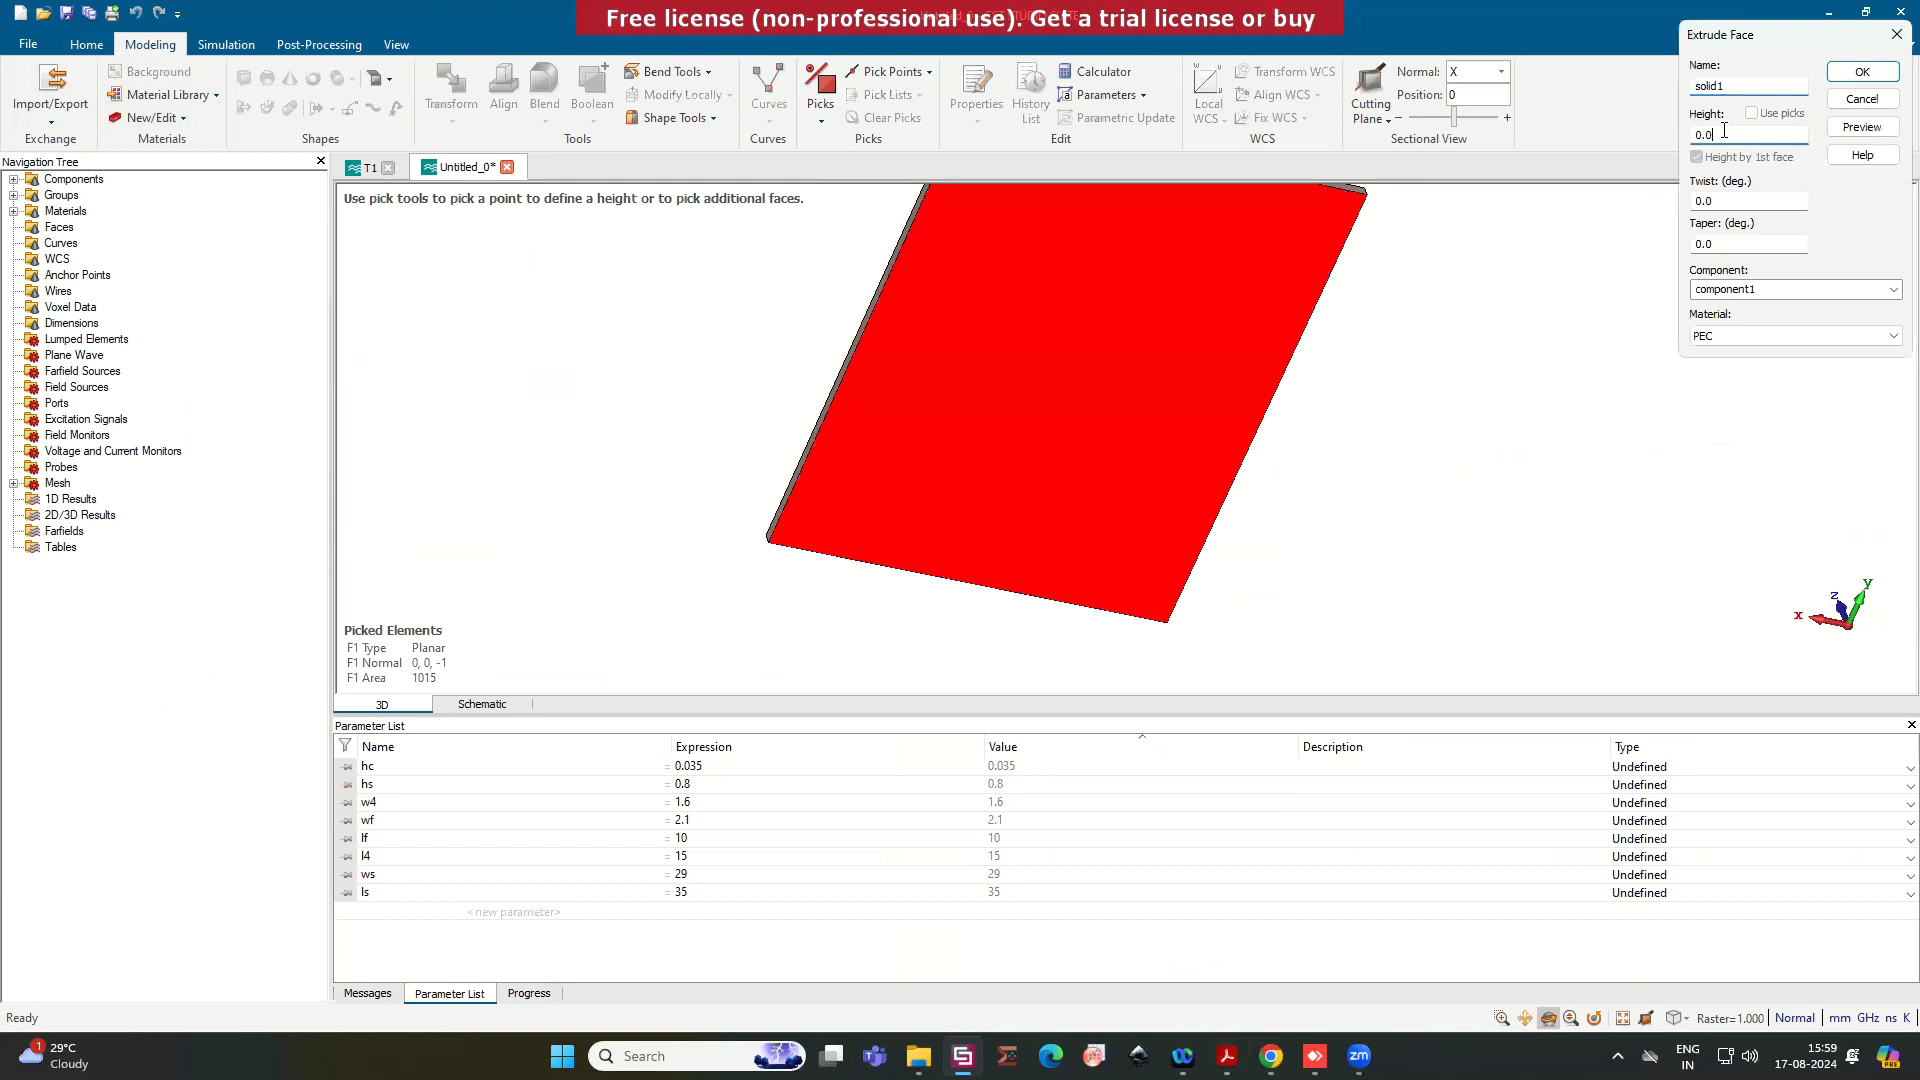 Free license (non-professional use). Get a trial license or buy
File
Home
Modeling
Simulation
Post-Processing
View
Import/Export
Exchange
Background
Material Library
New/Edit
Materials
Shapes
Transform
Align
Blend
Boolean
Bend Tools
Modify Locally
Shape Tools
Tools
Curves
Curves
Picks
Pick Points
Pick Lists
Clear Picks
Picks
Properties
History List
Calculator
Parameters
Parametric Update
Edit
Local WCS
Transform WCS
Align WCS
Fix WCS
WCS
Cutting Plane
Normal: X
Position: 0
Sectional View
Extrude Face
Name:
solid1
Height:
Use picks
0.0
Height by 1st face
Twist: (deg.)
0.0
Taper: (deg.)
0.0
Component:
component1
Material:
PEC
OK
Cancel
Preview
Help
Navigation Tree
Components
Groups
Materials
Faces
Curves
WCS
Anchor Points
Wires
Voxel Data
Dimensions
Lumped Elements
Plane Wave
Farfield Sources
Field Sources
Ports
Excitation Signals
Field Monitors
Voltage and Current Monitors
Probes
Mesh
1D Results
2D/3D Results
Farfields
Tables
T1
Untitled_0*
Use pick tools to pick a point to define a height or to pick additional faces.
x
y
z
Picked Elements
F1 Type Planar
F1 Normal 0, 0, -1
F1 Area 1015
3D
Schematic
Parameter List
Name Expression Value Description Type
hc = 0.035 0.035 Undefined
hs = 0.8 0.8 Undefined
w4 = 1.6 1.6 Undefined
wf = 2.1 2.1 Undefined
lf = 10 10 Undefined
l4 = 15 15 Undefined
ws = 29 29 Undefined
ls = 35 35 Undefined
<new parameter>
Messages
Parameter List
Progress
Ready
Raster=1.000
Normal
mm GHz ns K
1
29°C
Cloudy
Search
zm
ENG
IN
15:59
17-08-2024
PRE